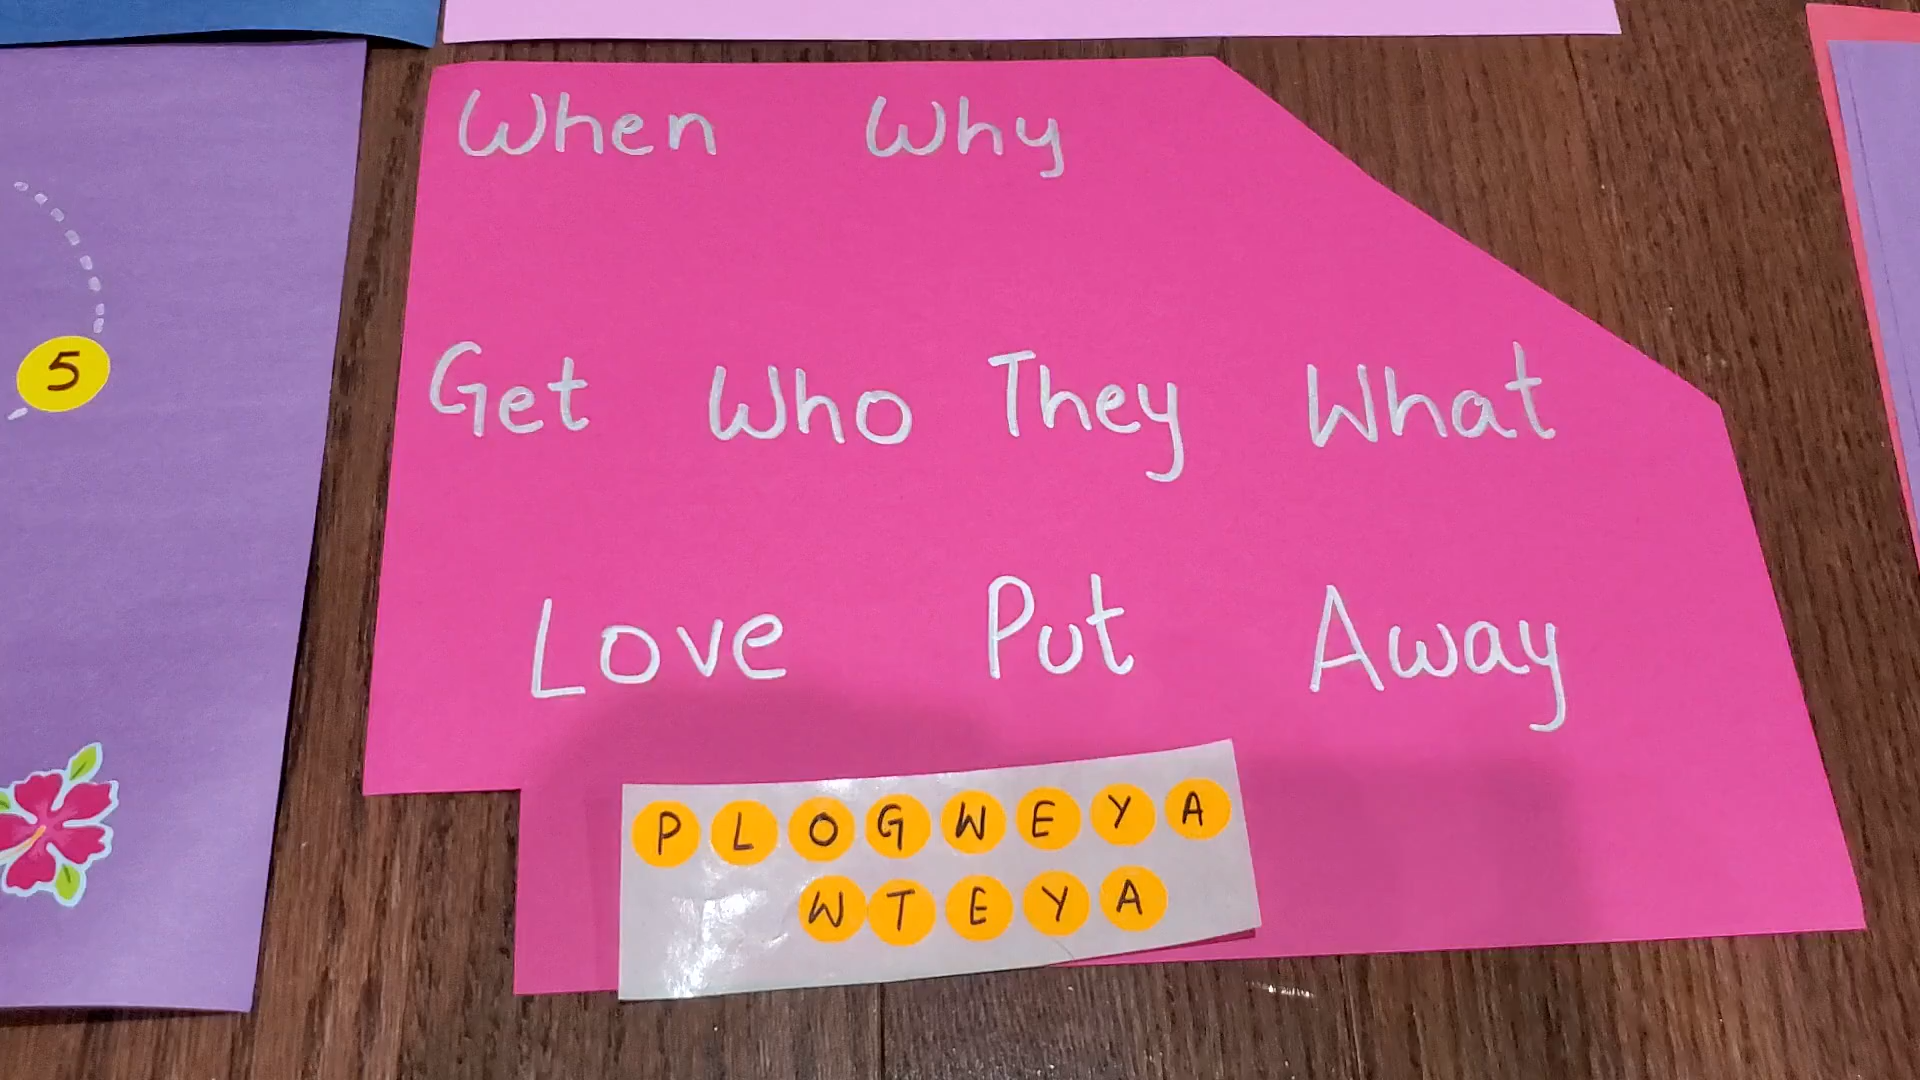 When Why
5
Get Who They What
Love Put Away
P L O G W E Y A
W T E Y A